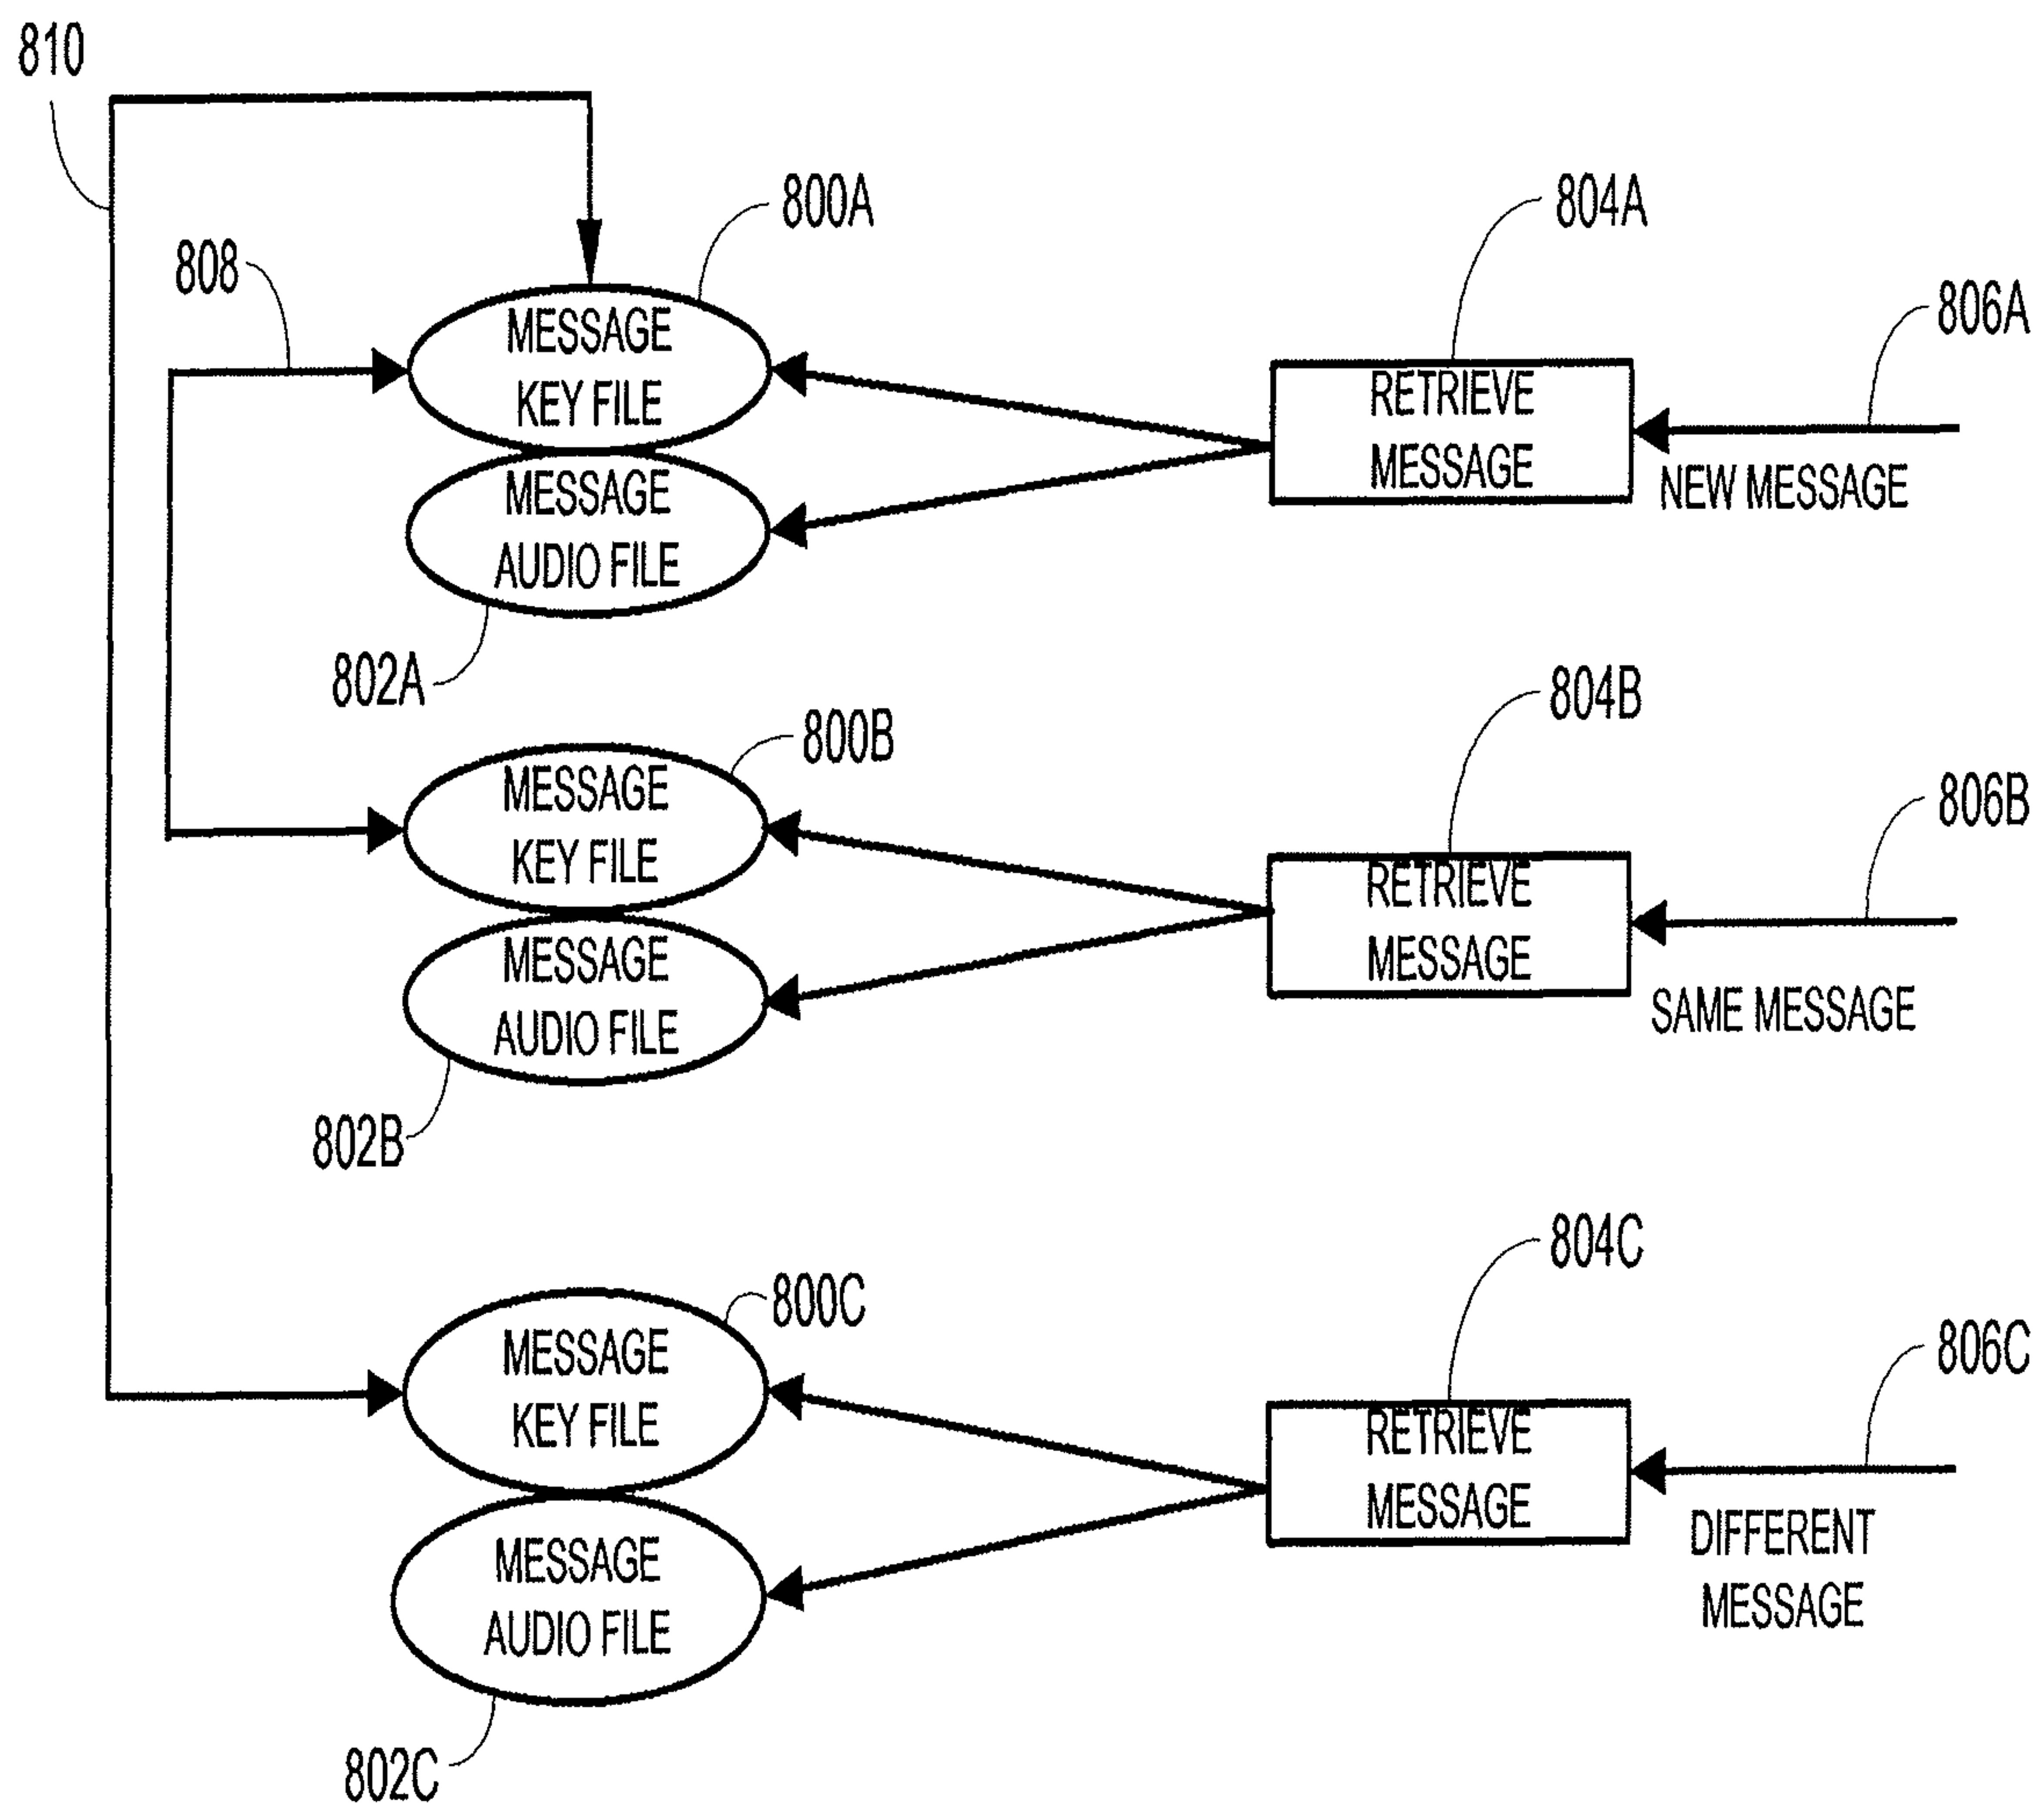 810
800A
804A
808
806A
MESSAGE
KEY FILE
RETRIEVE
MESSAGE
NEW MESSAGE
MESSAGE
AUDIO FILE
802A
804B
800B
806B
MESSAGE
KEY FILE
RETRIEVE
MESSAGE
SAME MESSAGE
MESSAGE
AUDIO FILE
802B
804C
800C
806C
MESSAGE
KEY FILE
RETRIEVE
MESSAGE
DIFFERENT
MESSAGE
MESSAGE
AUDIO FILE
802C